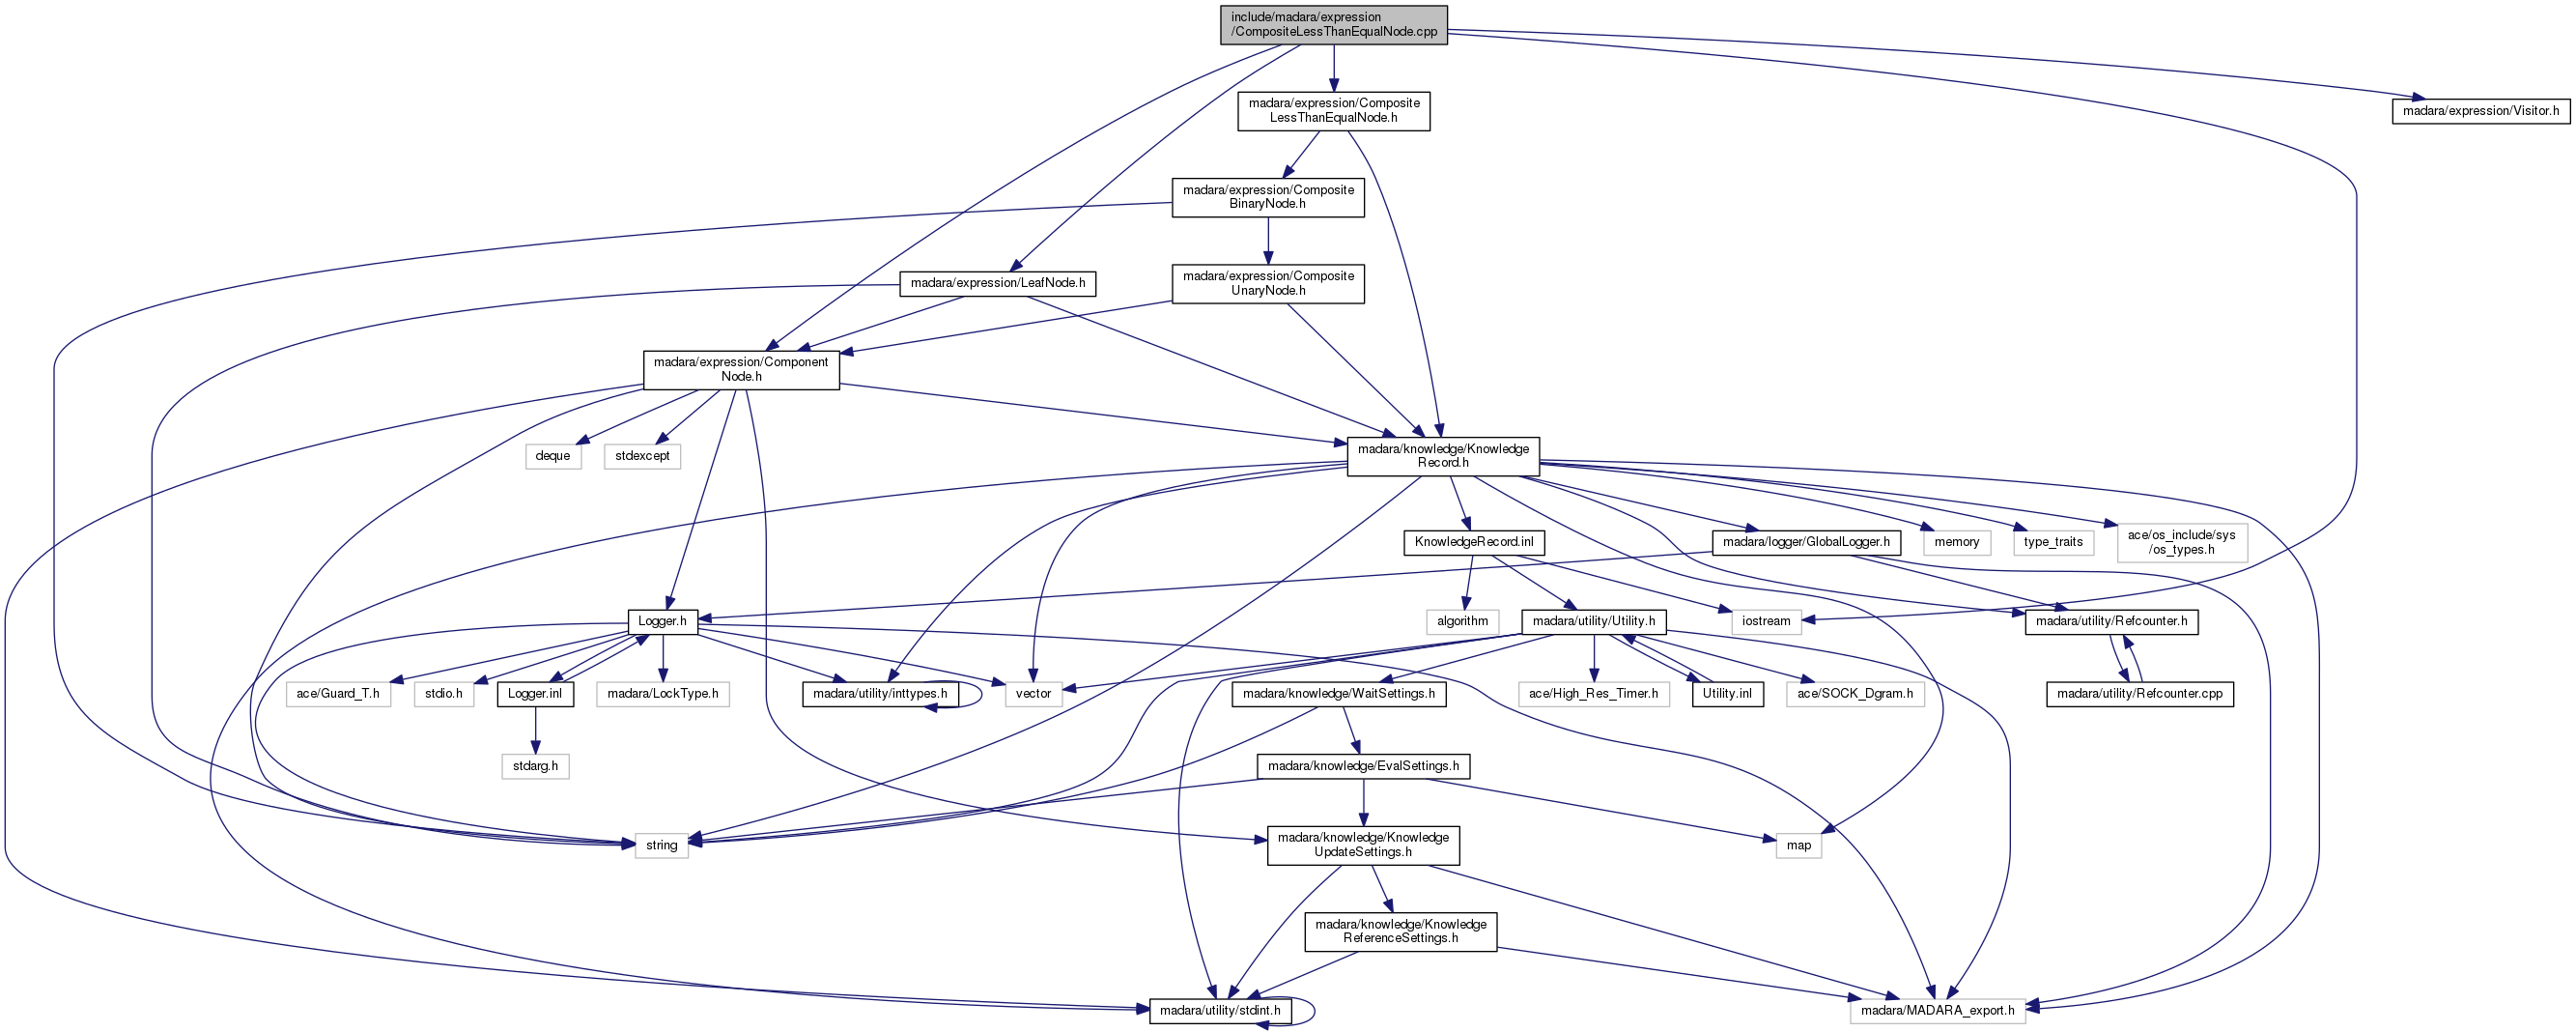 include/madara/expression
/CompositeLessThanEqualNode.cpp
madara/expression/Composite
LessThanEqualNode.h
madara/expression/Visitor.h
madara/expression/Composite
BinaryNode.h
madara/expression/LeafNode.h
madara/expression/Composite
UnaryNode.h
madara/expression/Component
Node.h
deque
stdexcept
madara/knowledge/Knowledge
Record.h
KnowledgeRecord.inl
madara/logger/GlobalLogger.h
memory
type_traits
ace/os_include/sys
/os_types.h
Logger.h
algorithm
madara/utility/Utility.h
iostream
madara/utility/Refcounter.h
ace/Guard_T.h
stdio.h
Logger.inl
madara/LockType.h
madara/utility/inttypes.h
vector
madara/knowledge/WaitSettings.h
ace/High_Res_Timer.h
Utility.inl
ace/SOCK_Dgram.h
madara/utility/Refcounter.cpp
stdarg.h
madara/knowledge/EvalSettings.h
string
madara/knowledge/Knowledge
UpdateSettings.h
map
madara/knowledge/Knowledge
ReferenceSettings.h
madara/utility/stdint.h
madara/MADARA_export.h